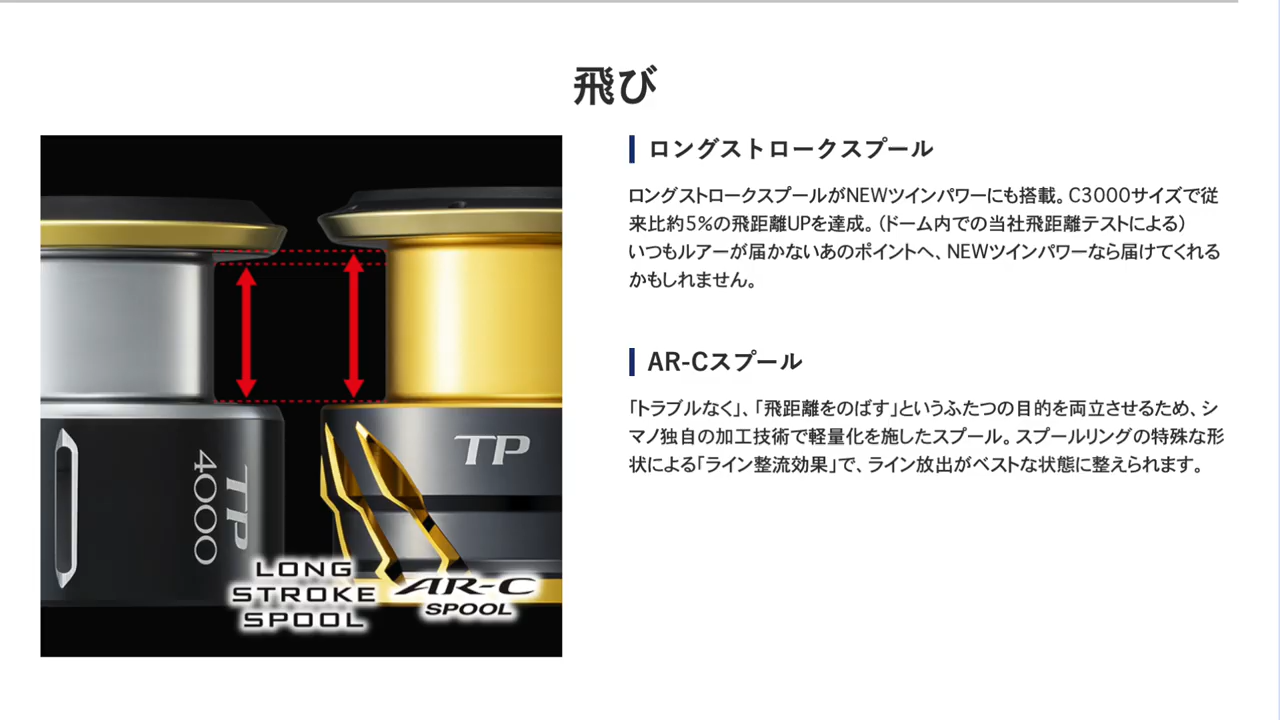 飛び
ロングストロークスプール
ロングストロークスプールがNEWツインパワーにも搭載。C3000サイズで従
来比約5%の飛距離UPを達成。（ドーム内での当社飛距離テストによる）
いつもルアーが届かないあのポイントへ、NEWツインパワーなら届けてくれる
かもしれません。
AR-Cスプール
「トラブルなく」、「飛距離をのばす」というふたつの目的を両立させるため、シ
マノ独自の加工技術で軽量化を施したスプール。スプールリングの特殊な形
状による「ライン整流効果」で、ライン放出がベストな状態に整えられます。
TP
4000
TP
LONG
STROKE
SPOOL
AR-C
SPOOL